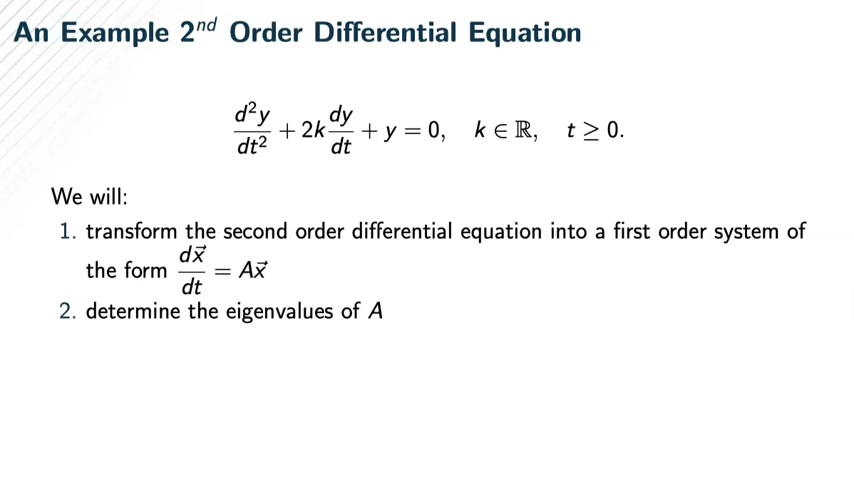 An Example 2nd Order Differential Equation
d²y/dt² + 2k dy/dt + y = 0, k ∈ ℝ, t ≥ 0.
We will:
1. transform the second order differential equation into a first order system of
the form dx⃗/dt = Ax⃗
2. determine the eigenvalues of A